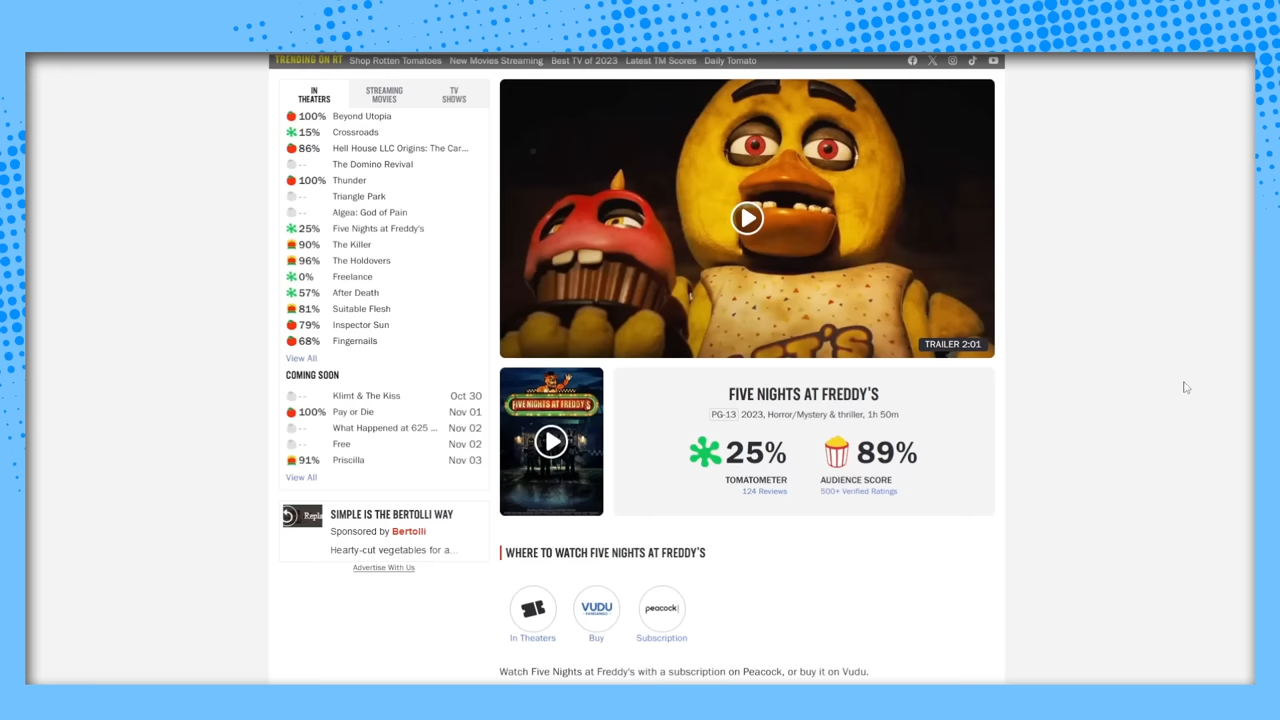 TRENDING ON RT Shop Rotten Tomatoes New Movies Streaming Best TV of 2023 Latest TM Scores Daily Tomato
IN THEATERS
STREAMING MOVIES
TV SHOWS
100% Beyond Utopia
15% Crossroads
86% Hell House LLC Origins: The Car...
-- The Domino Revival
100% Thunder
-- Triangle Park
-- Algea: God of Pain
25% Five Nights at Freddy's
90% The Killer
96% The Holdovers
0% Freelance
57% After Death
81% Suitable Flesh
79% Inspector Sun
68% Fingernails
View All
COMING SOON
-- Klimt & The Kiss Oct 30
100% Pay or Die Nov 01
-- What Happened at 625 ... Nov 02
-- Free Nov 02
91% Priscilla Nov 03
View All
Repla
SIMPLE IS THE BERTOLLI WAY
Sponsored by Bertolli
Hearty-cut vegetables for a...
Advertise With Us
TRAILER 2:01
FIVE NIGHTS AT FREDDY'S
FIVE NIGHTS AT FREDDY'S
PG-13 2023, Horror/Mystery & thriller, 1h 50m
25% 89%
TOMATOMETER AUDIENCE SCORE
124 Reviews 500+ Verified Ratings
WHERE TO WATCH FIVE NIGHTS AT FREDDY'S
VUDU peacock
In Theaters Buy Subscription
Watch Five Nights at Freddy's with a subscription on Peacock, or buy it on Vudu.